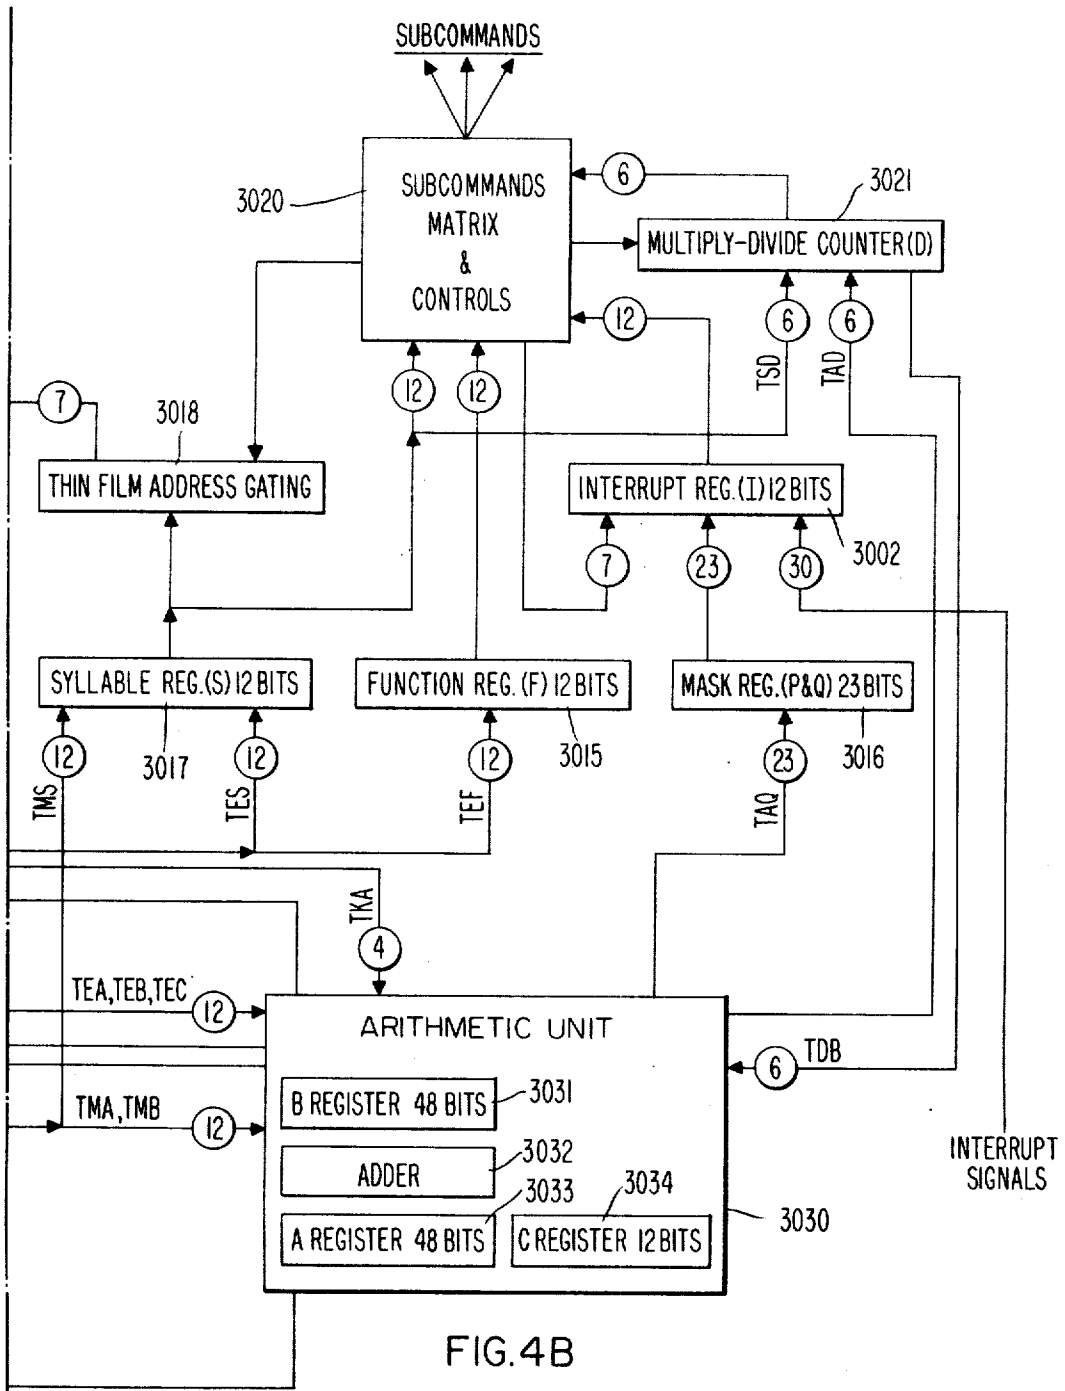 SUBCOMMANDS
SUBCOMMANDS
MATRIX
&
CONTROLS
3020
6
3021
MULTIPLY-DIVIDE COUNTER(D)
12
6
6
TSD
TAD
12
12
7
3018
THIN FILM ADDRESS GATING
INTERRUPT REG.(I) 12 BITS
3002
7
23
30
SYLLABLE REG.(S) 12 BITS
FUNCTION REG. (F) 12 BITS
MASK REG.(P&Q) 23 BITS
12
3017
12
12
3015
23
3016
TMS
TES
TEF
TAQ
TKA
4
TEA,TEB,TEC
12
ARITHMETIC UNIT
6
TDB
B REGISTER 48 BITS
3031
TMA,TMB
12
ADDER
3032
A REGISTER 48 BITS
3033
C REGISTER 12 BITS
3034
3030
INTERRUPT
SIGNALS
FIG.4B